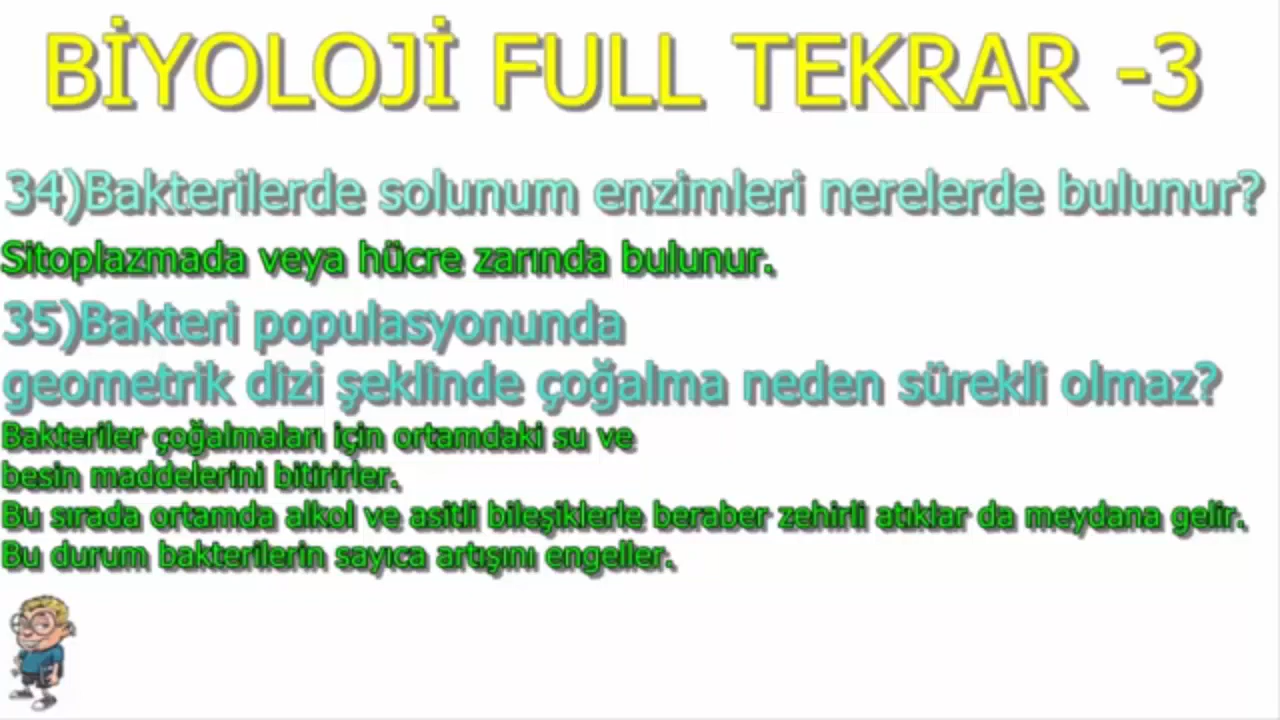 BİYOLOJİ FULL TEKRAR -3
34)Bakterilerde solunum enzimleri nerelerde bulunur?
Sitoplazmada veya hücre zarında bulunur.
35)Bakteri populasyonunda
geometrik dizi şeklinde çoğalma neden sürekli olmaz?
Bakteriler çoğalmaları için ortamdaki su ve
besin maddelerini bitirirler.
Bu sırada ortamda alkol ve asitli bileşiklerle beraber zehirli atıklar da meydana gelir.
Bu durum bakterilerin sayıca artışını engeller.